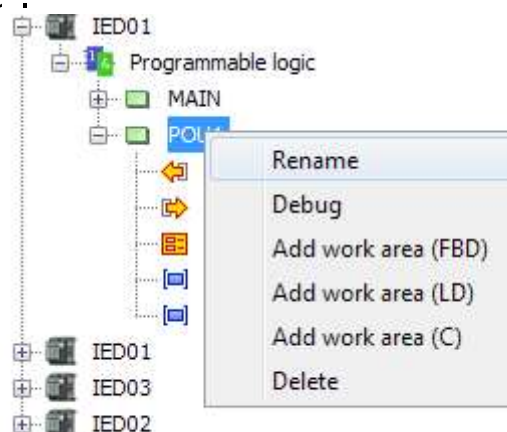 IED01
Programmable logic
MAIN
Rename
Debug
Add work area (FBD)
Add work area (LD)
Add work area (C)
Delete
IED01
IED03
IED02